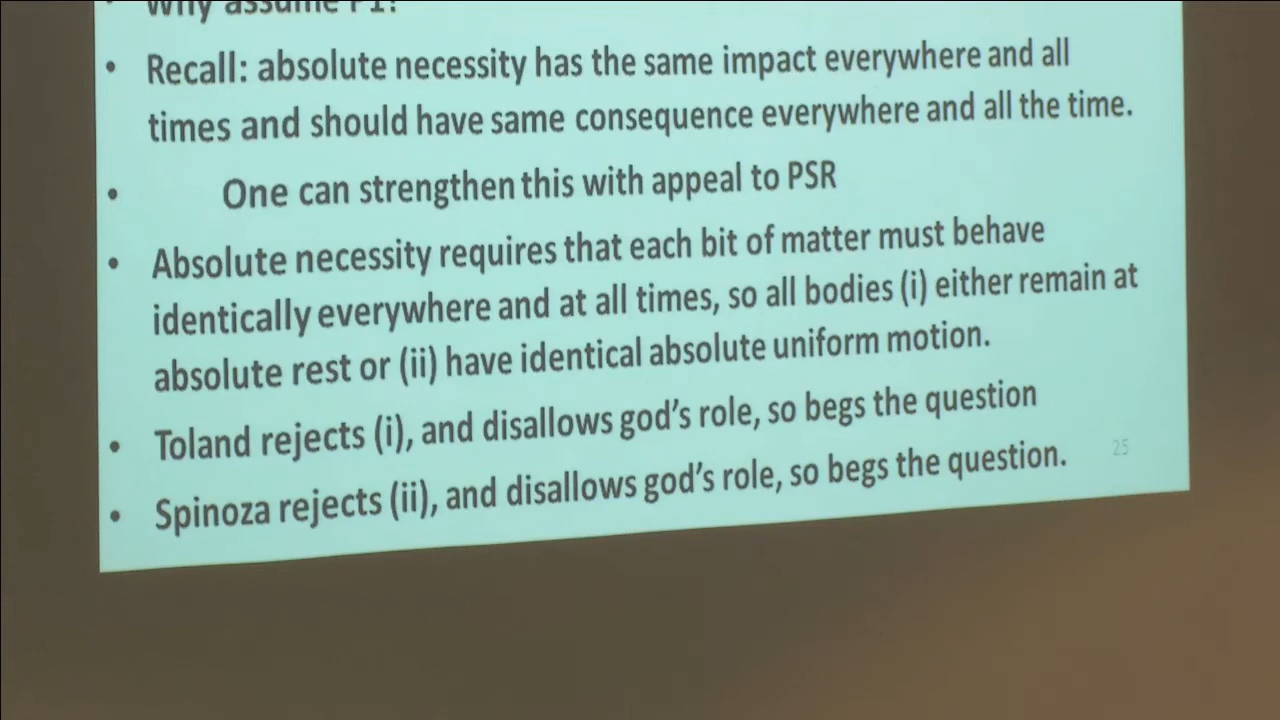 • Why assume P1?
• Recall: absolute necessity has the same impact everywhere and all
times and should have same consequence everywhere and all the time.
• One can strengthen this with appeal to PSR
• Absolute necessity requires that each bit of matter must behave
identically everywhere and at all times, so all bodies (i) either remain at
absolute rest or (ii) have identical absolute uniform motion.
• Toland rejects (i), and disallows god's role, so begs the question
25
• Spinoza rejects (ii), and disallows god's role, so begs the question.